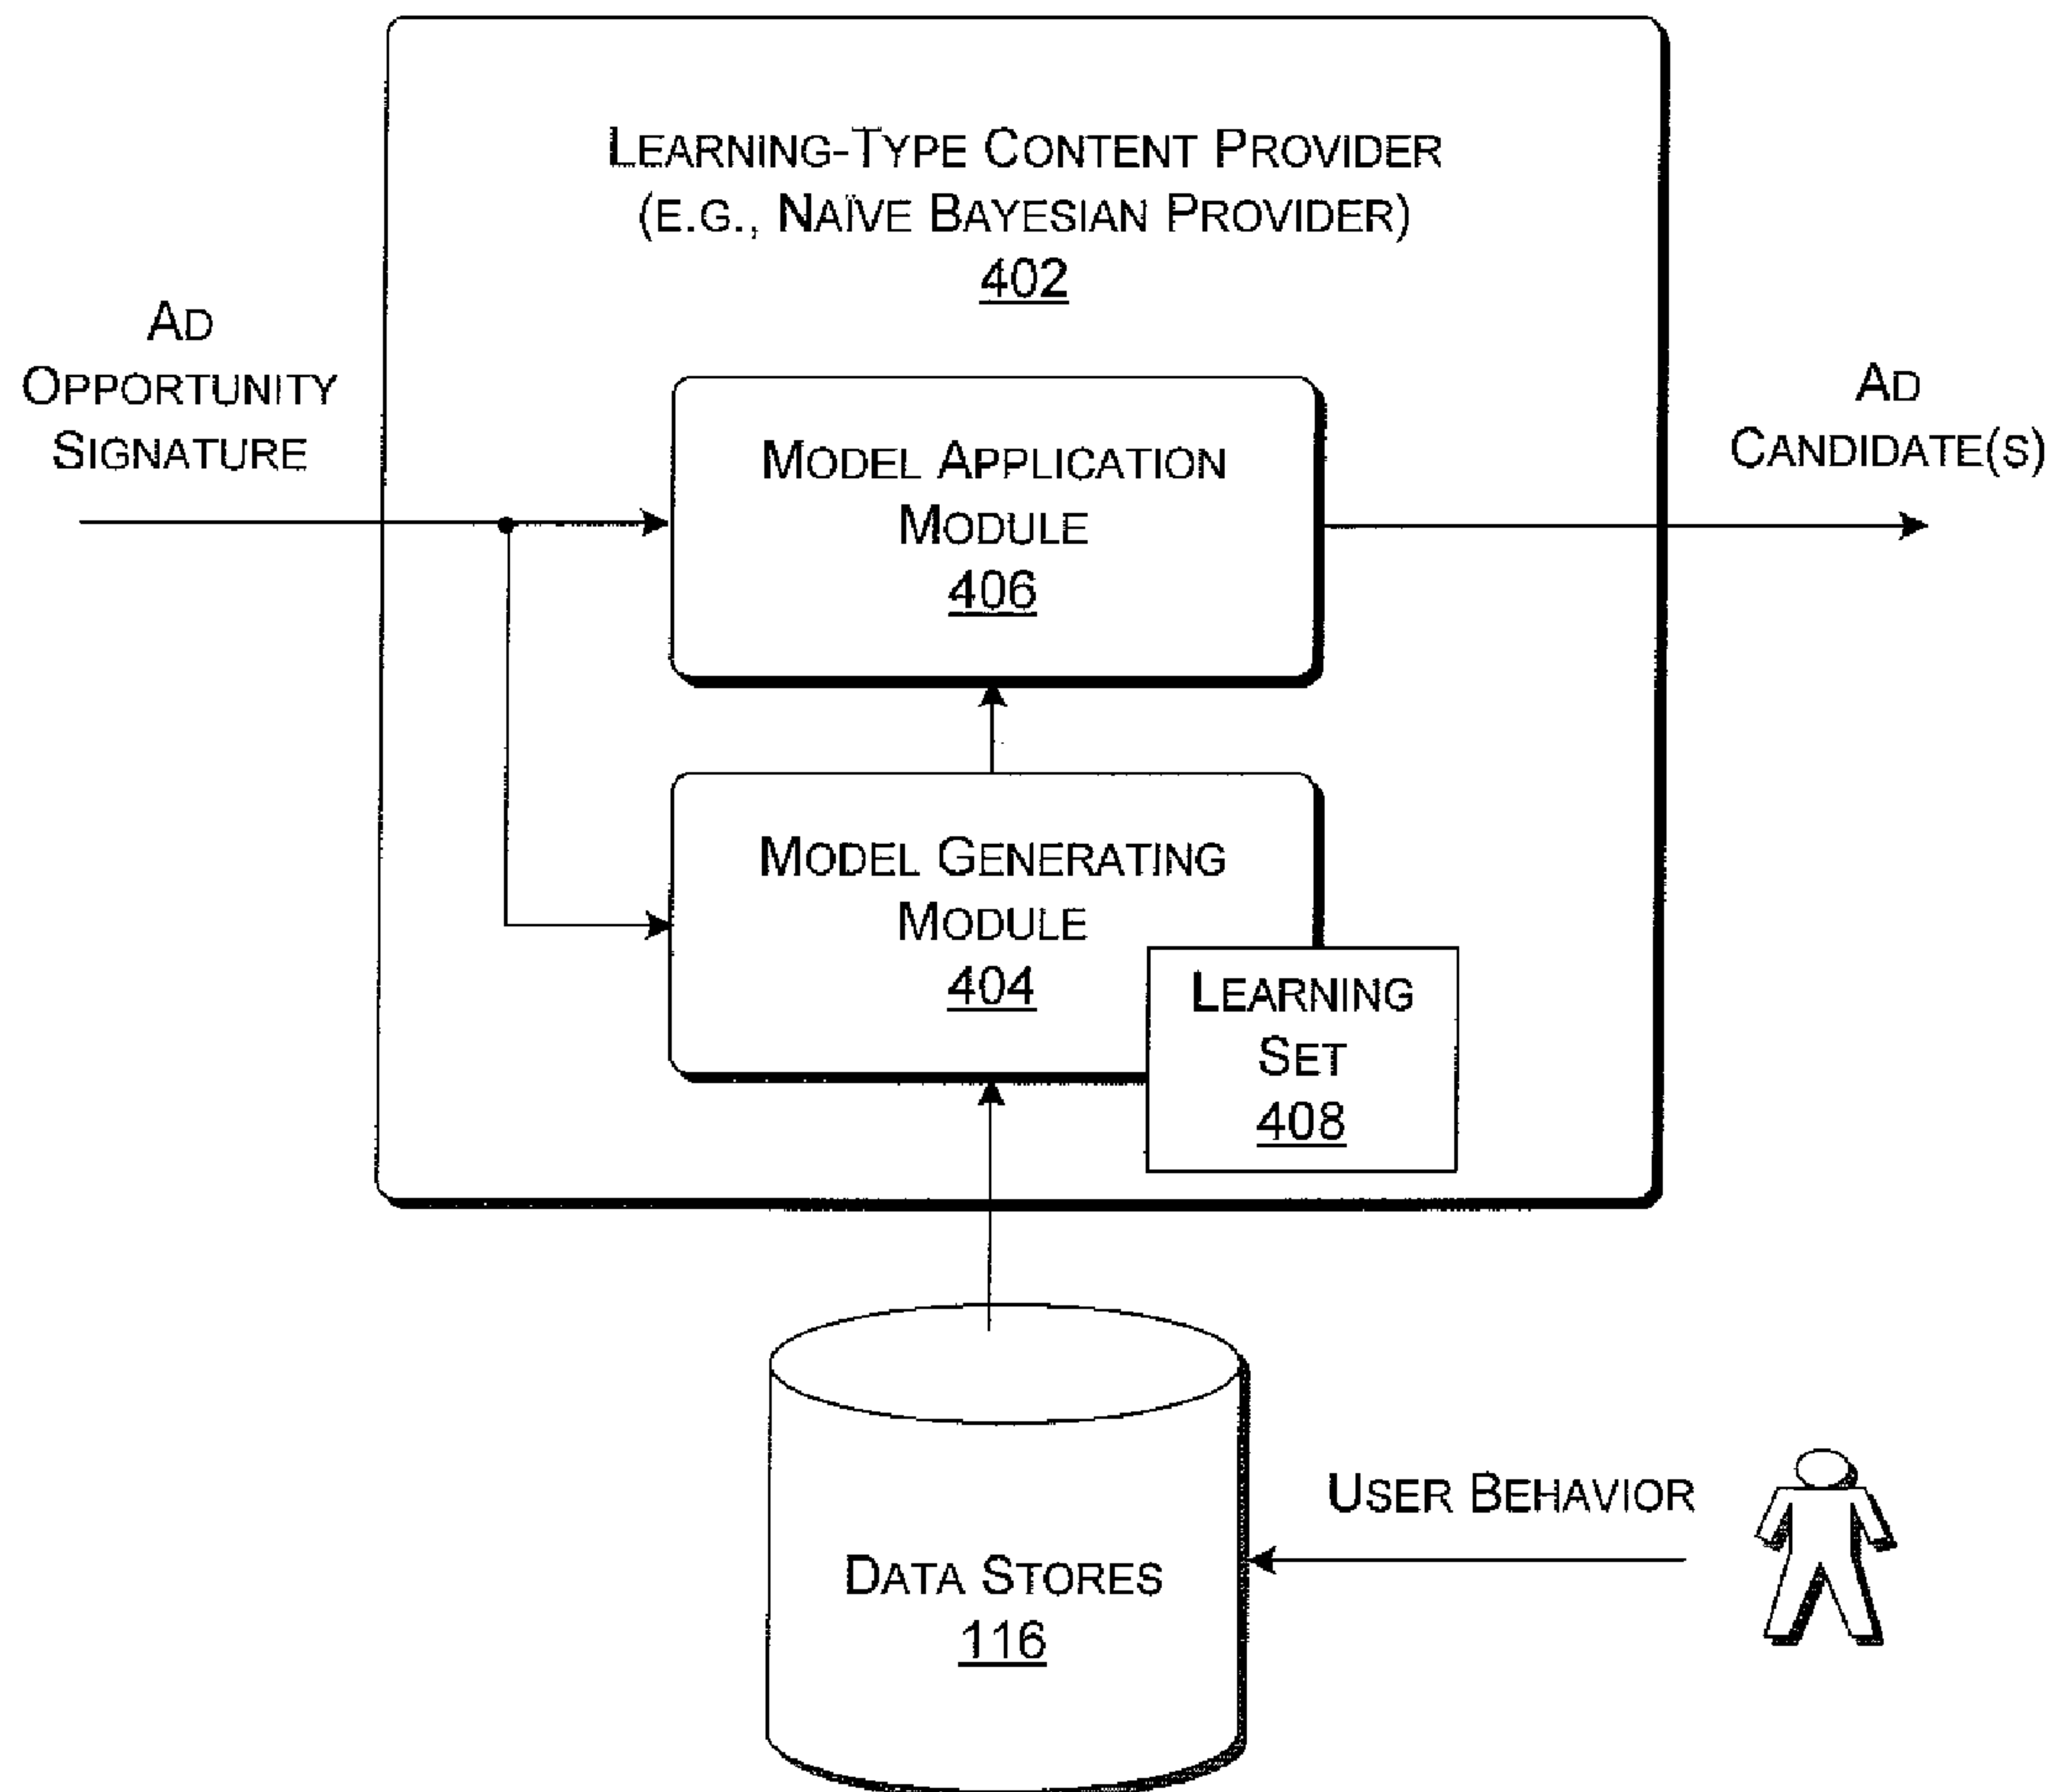 LEARNING-TYPE CONTENT PROVIDER
(E.G., NAÏVE BAYESIAN PROVIDER)
402
AD
OPPORTUNITY
SIGNATURE
MODEL APPLICATION
MODULE
406
AD
CANDIDATE(S)
MODEL GENERATING
MODULE
404
LEARNING
SET
408
USER BEHAVIOR
DATA STORES
116